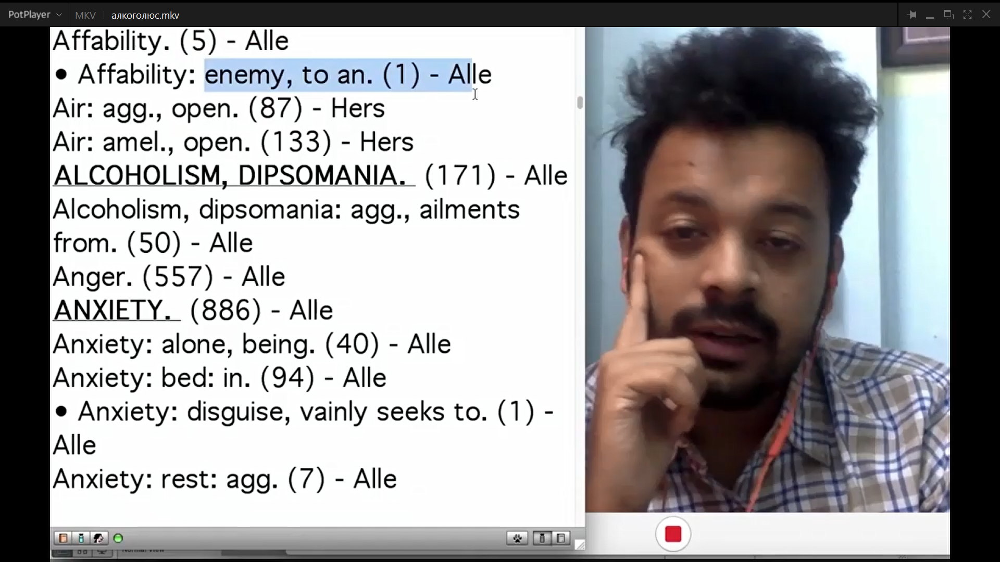 PotPlayer MKV алкоголюс.mkv
Affability. (5) - Alle
• Affability: enemy, to an. (1) - Alle
Air: agg., open. (87) - Hers
Air: amel., open. (133) - Hers
ALCOHOLISM, DIPSOMANIA. (171) - Alle
Alcoholism, dipsomania: agg., ailments
from. (50) - Alle
Anger. (557) - Alle
ANXIETY. (886) - Alle
Anxiety: alone, being. (40) - Alle
Anxiety: bed: in. (94) - Alle
• Anxiety: disguise, vainly seeks to. (1) -
Alle
Anxiety: rest: agg. (7) - Alle
Normal View